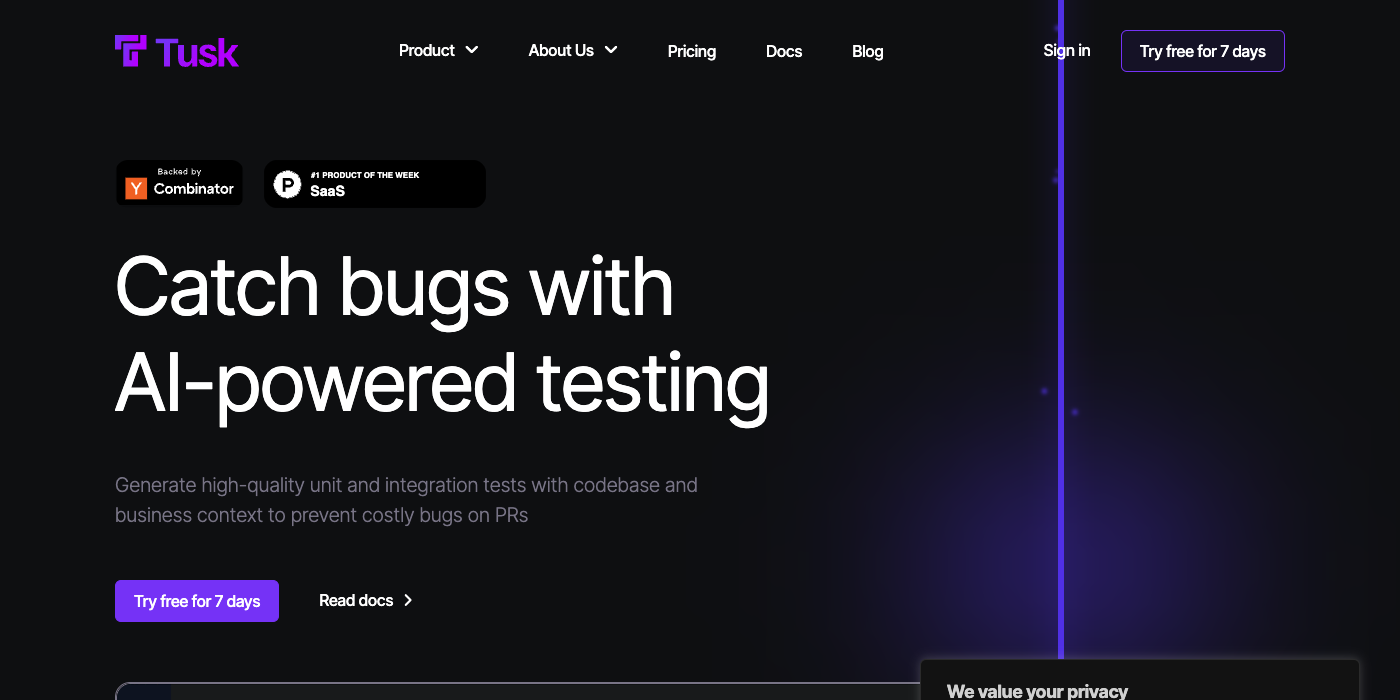 Tusk
Product
About Us
Pricing
Docs
Blog
Sign in
Try free for 7 days
Backed by
Y Combinator
P
#1 PRODUCT OF THE WEEK
SaaS
Catch bugs with
AI-powered testing
Generate high-quality unit and integration tests with codebase and
business context to prevent costly bugs on PRs
Try free for 7 days
Read docs
We value your privacy